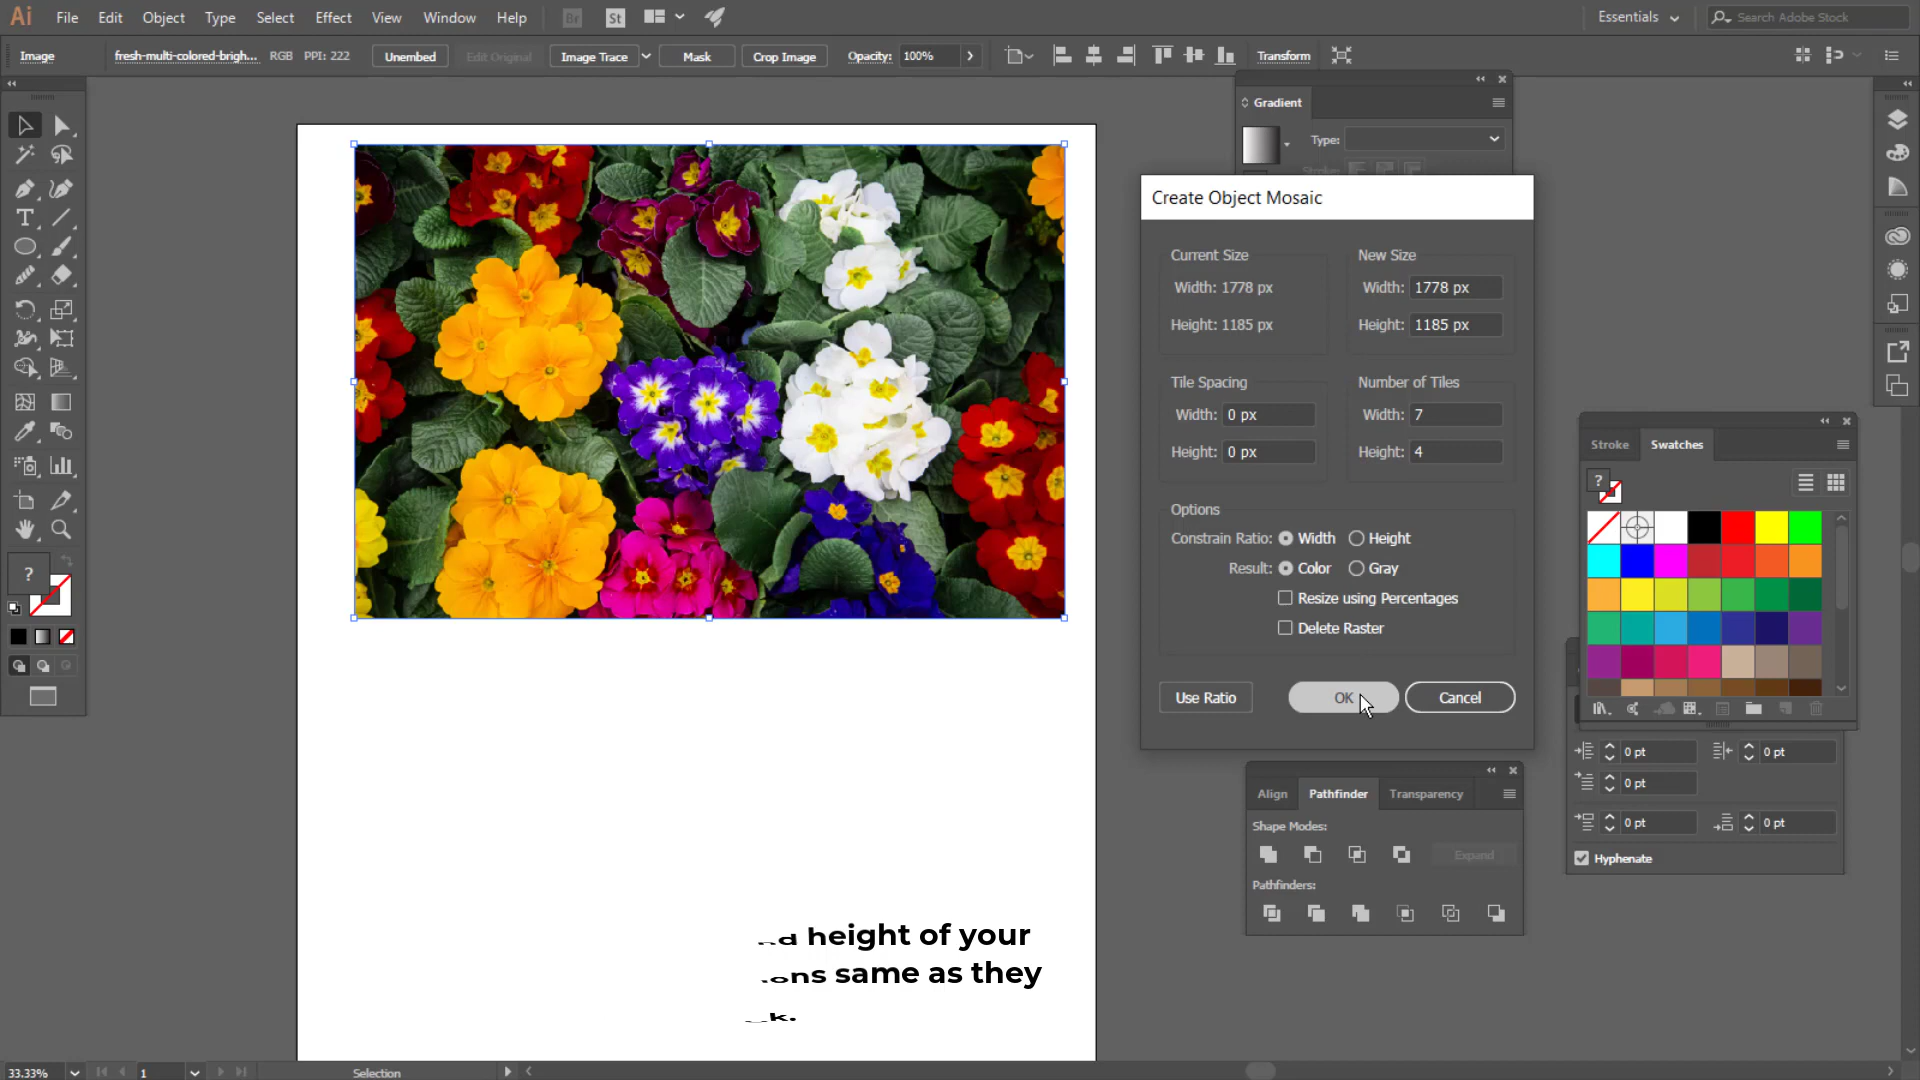 Ai File Edit Object Type Select Effect View Window Help Br St Essentials Search Adobe Stock
Image fresh-multi-colored-brigh... RGB PPI: 222 Unembed Edit Original Image Trace Mask Crop Image Opacity: 100% Transform
Gradient
Type:
Stroke:
Create Object Mosaic
Current Size New Size
Width: 1778 px Width: 1778 px
Height: 1185 px Height: 1185 px
Tile Spacing Number of Tiles
Width: 0 px Width: 7
Height: 0 px Height: 4
Options
Constrain Ratio: Width Height
Result: Color Gray
Resize using Percentages
Delete Raster
Use Ratio OK Cancel
Stroke Swatches
?
?
0 pt 0 pt
0 pt
0 pt 0 pt
Hyphenate
Align Pathfinder Transparency
Shape Modes:
Expand
Pathfinders:
height of your
same as they
33.33% 1 Selection